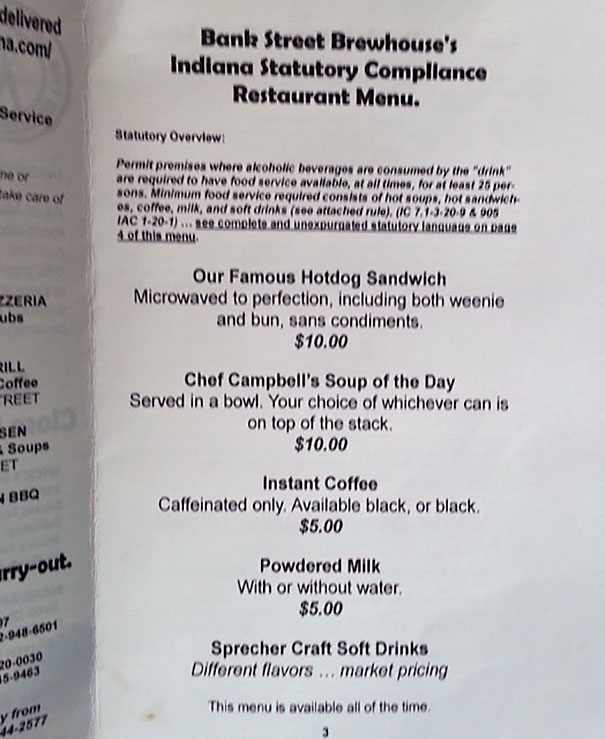 delivered
na.com/
Service
me or
take care of
ZZERIA
ubs
RILL
Coffee
REET
SEN
& Soups
ET
N BBQ
rry-out.
97
2-948-6501
20-0030
45-9463
y from
44-2577
Bank Street Brewhouse's
Indiana Statutory Compliance
Restaurant Menu.
Statutory Overview:
Permit premises where alcoholic beverages are consumed by the "drink"
are required to have food service available, at all times, for at least 25 per-
sons. Minimum food service required consists of hot soups, hot sandwich-
es, coffee, milk, and soft drinks (see attached rule). (IC 7.1-3-20-9 & 905
IAC 1-20-1) ... see complete and unexpurgated statutory language on page
4 of this menu.
Our Famous Hotdog Sandwich
Microwaved to perfection, including both weenie
and bun, sans condiments.
$10.00
Chef Campbell's Soup of the Day
Served in a bowl. Your choice of whichever can is
on top of the stack.
$10.00
Instant Coffee
Caffeinated only. Available black, or black.
$5.00
Powdered Milk
With or without water.
$5.00
Sprecher Craft Soft Drinks
Different flavors ... market pricing
This menu is available all of the time.
3